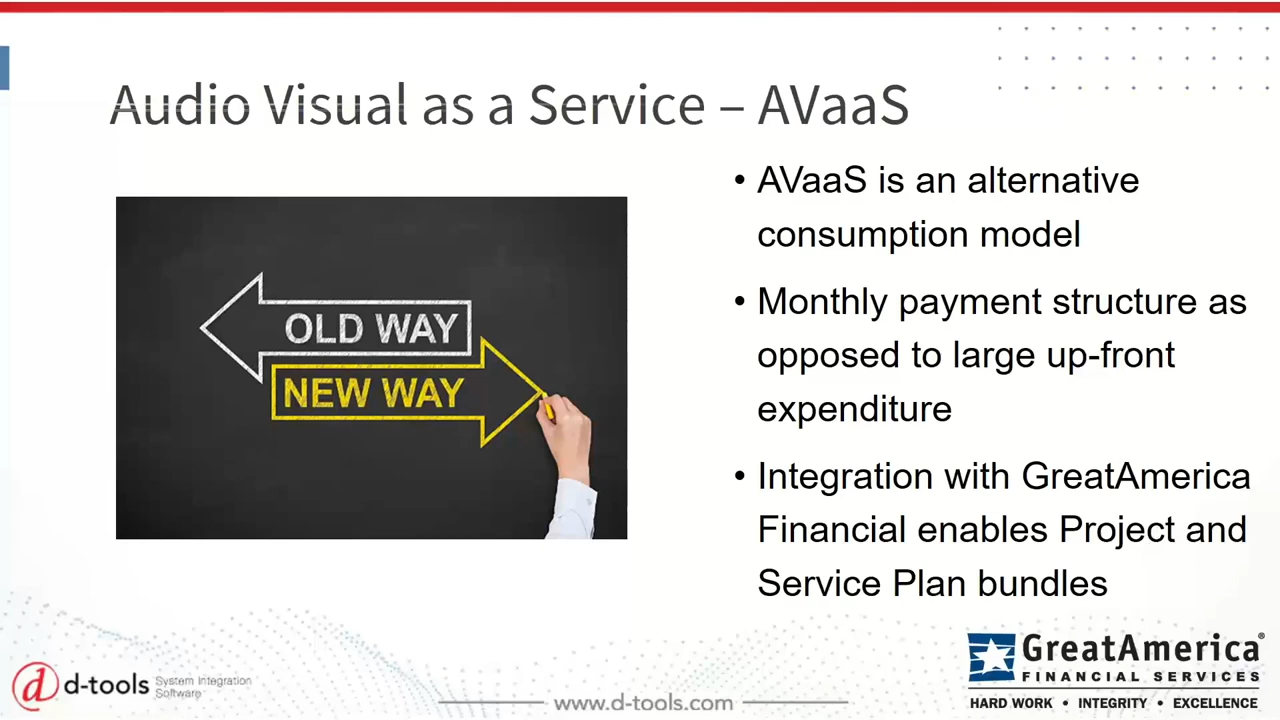 Audio Visual as a Service – AVaaS
OLD WAY
NEW WAY
• AVaaS is an alternative
consumption model
• Monthly payment structure as
opposed to large up-front
expenditure
• Integration with GreatAmerica
Financial enables Project and
Service Plan bundles
d d-tools
System Integration
Software
www.d-tools.com
GreatAmerica®
FINANCIAL SERVICES
HARD WORK • INTEGRITY • EXCELLENCE